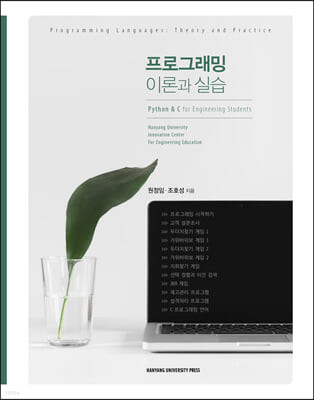 Programming Languages: Theory and Practice
프로그래밍
이론과 실습
Python & C for Engineering Students
Hanyang University
Innovation Center
For Engineering Education
원정임·조호성 지음
>>> 프로그래밍 시작하기
>>> 고객 설문조사
>>> 두더지잡기 게임 1
>>> 가위바위보 게임 1
>>> 두더지잡기 게임 2
>>> 가위바위보 게임 2
>>> 지뢰찾기 게임
>>> 선택 정렬과 이진 검색
>>> 369 게임
>>> 재고관리 프로그램
>>> 성적처리 프로그램
>>> C 프로그래밍 언어
HANYANG UNIVERSITY PRESS